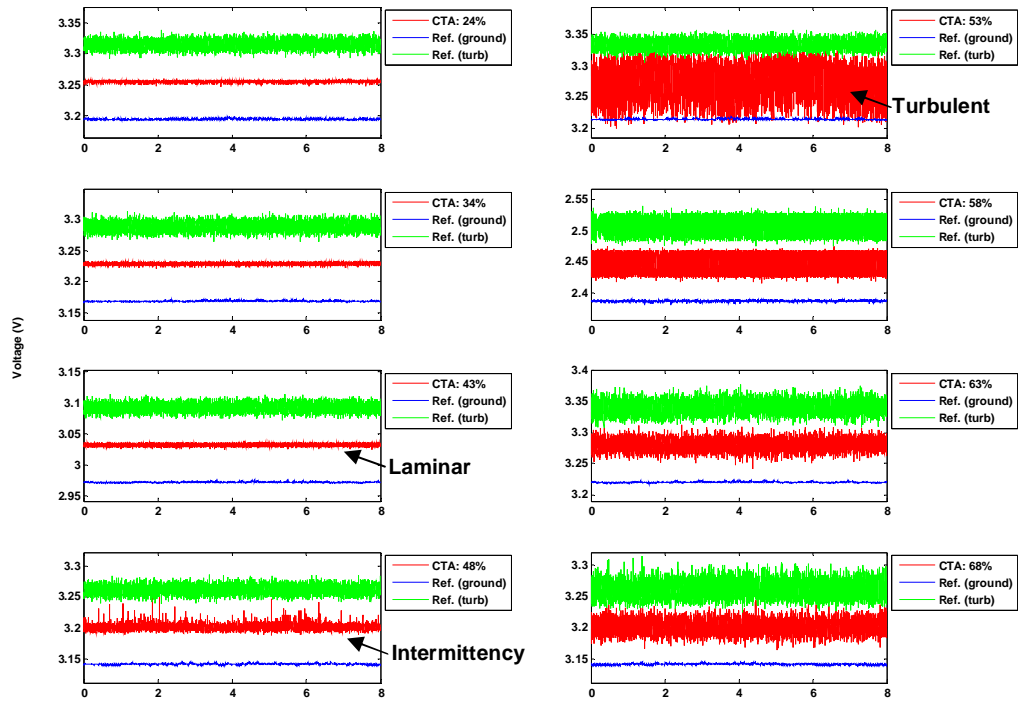 Voltage (V)
3.35
3.3
3.25
3.2
0 2 4 6 8
CTA: 24%
Ref. (ground)
Ref. (turb)
3.35
3.3
3.25
3.2
0 2 4 6 8
CTA: 53%
Ref. (ground)
Ref. (turb)
Turbulent
3.3
3.25
3.2
3.15
0 2 4 6 8
CTA: 34%
Ref. (ground)
Ref. (turb)
2.55
2.5
2.45
2.4
0 2 4 6 8
CTA: 58%
Ref. (ground)
Ref. (turb)
3.15
3.1
3.05
3
2.95
0 2 4 6 8
CTA: 43%
Ref. (ground)
Ref. (turb)
Laminar
3.4
3.35
3.3
3.25
3.2
0 2 4 6 8
CTA: 63%
Ref. (ground)
Ref. (turb)
3.3
3.25
3.2
3.15
0 2 4 6 8
CTA: 48%
Ref. (ground)
Ref. (turb)
Intermittency
3.3
3.25
3.2
3.15
0 2 4 6 8
CTA: 68%
Ref. (ground)
Ref. (turb)